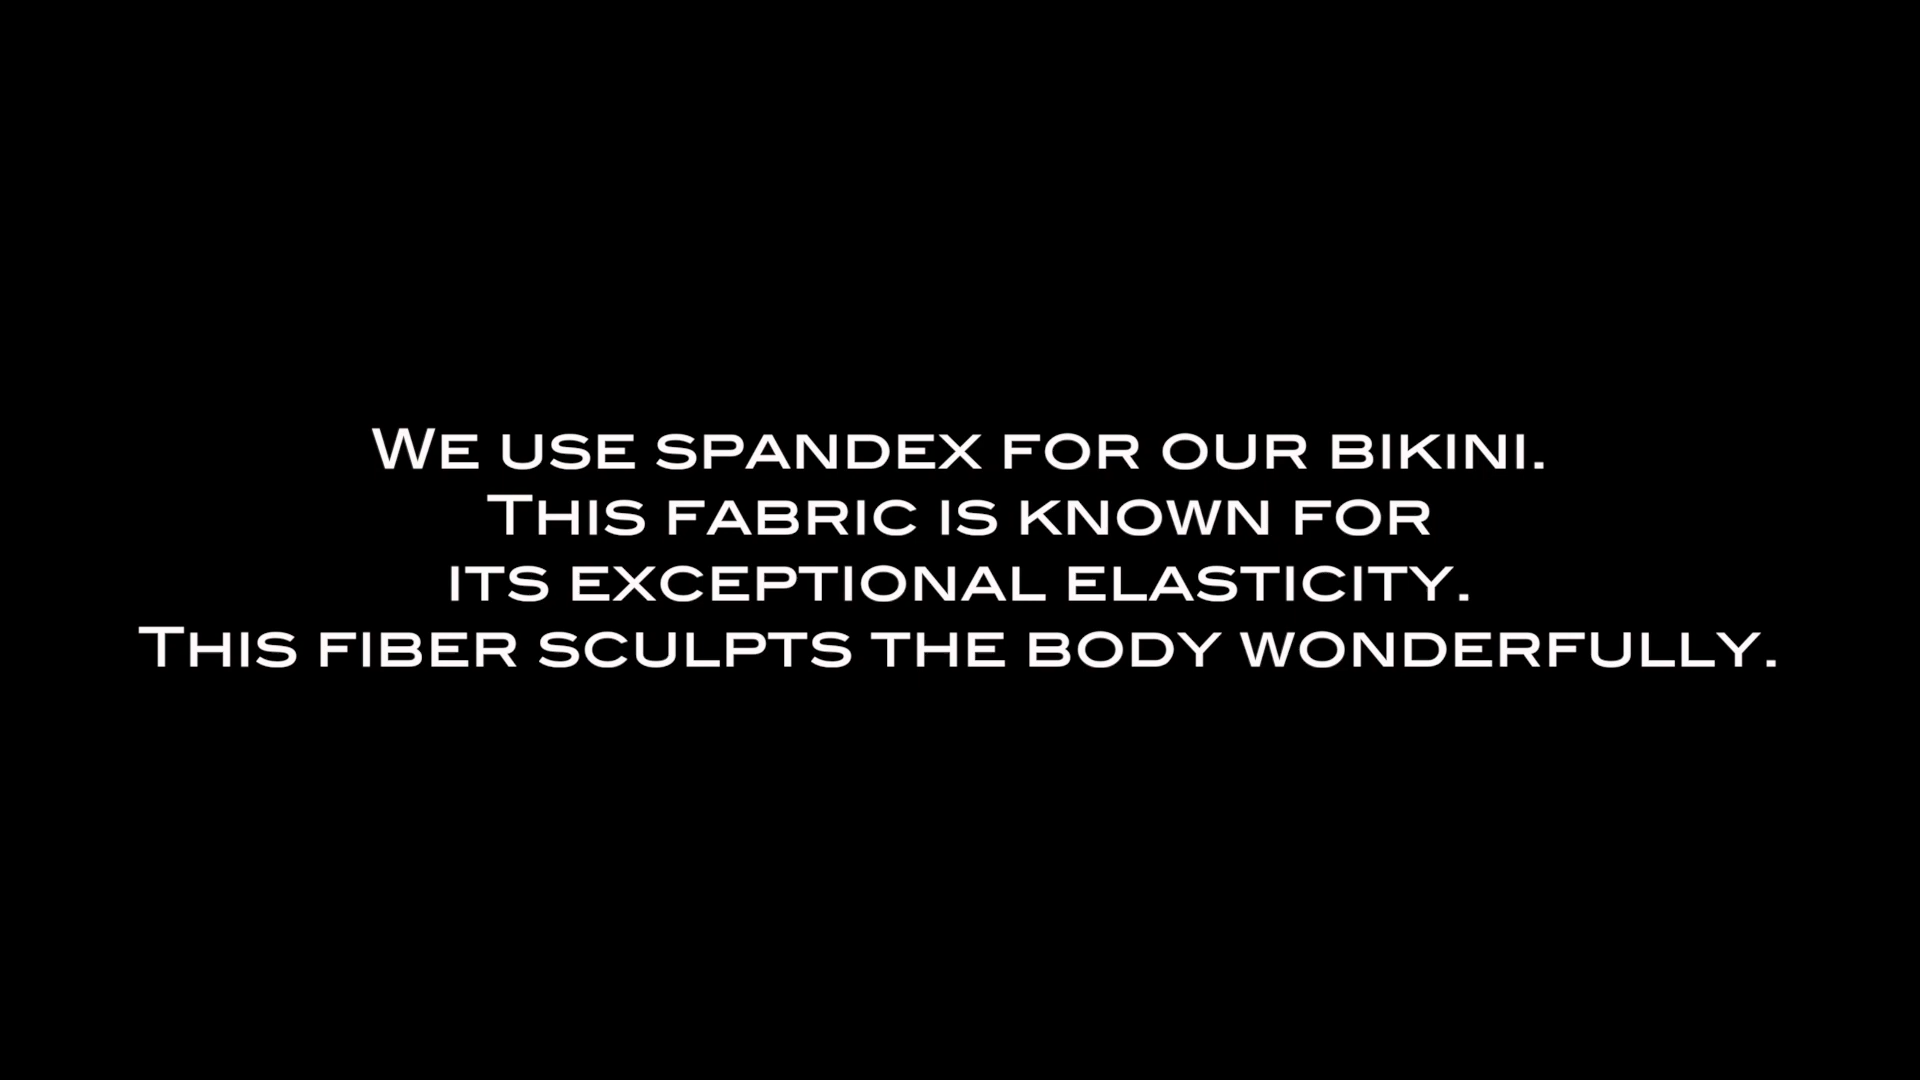 We use spandex for our bikini.
This fabric is known for
its exceptional elasticity.
This fiber sculpts the body wonderfully.